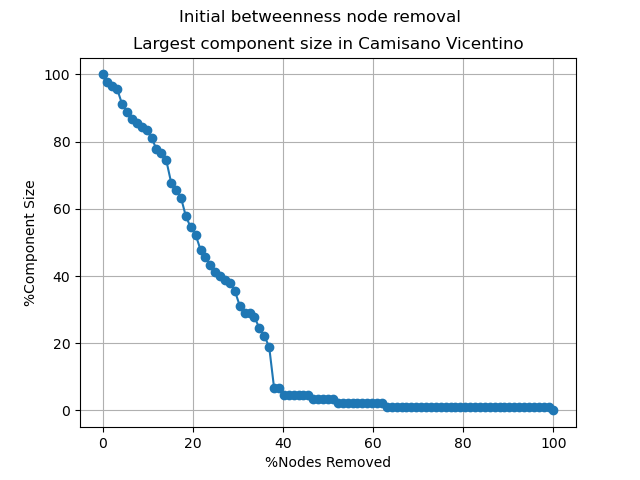 Initial betweenness node removal
Largest component size in Camisano Vicentino
100
80
60
40
20
0
%Component Size
0 20 40 60 80 100
%Nodes Removed